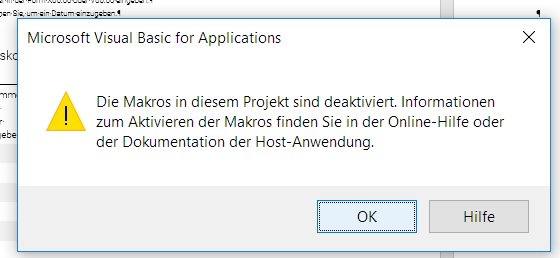 gen·Sie,·um·ein·Datum·einzugeben.¶
¶
Microsoft Visual Basic for Applications
Die Makros in diesem Projekt sind deaktiviert. Informationen
zum Aktivieren der Makros finden Sie in der Online-Hilfe oder
der Dokumentation der Host-Anwendung.
OK
Hilfe